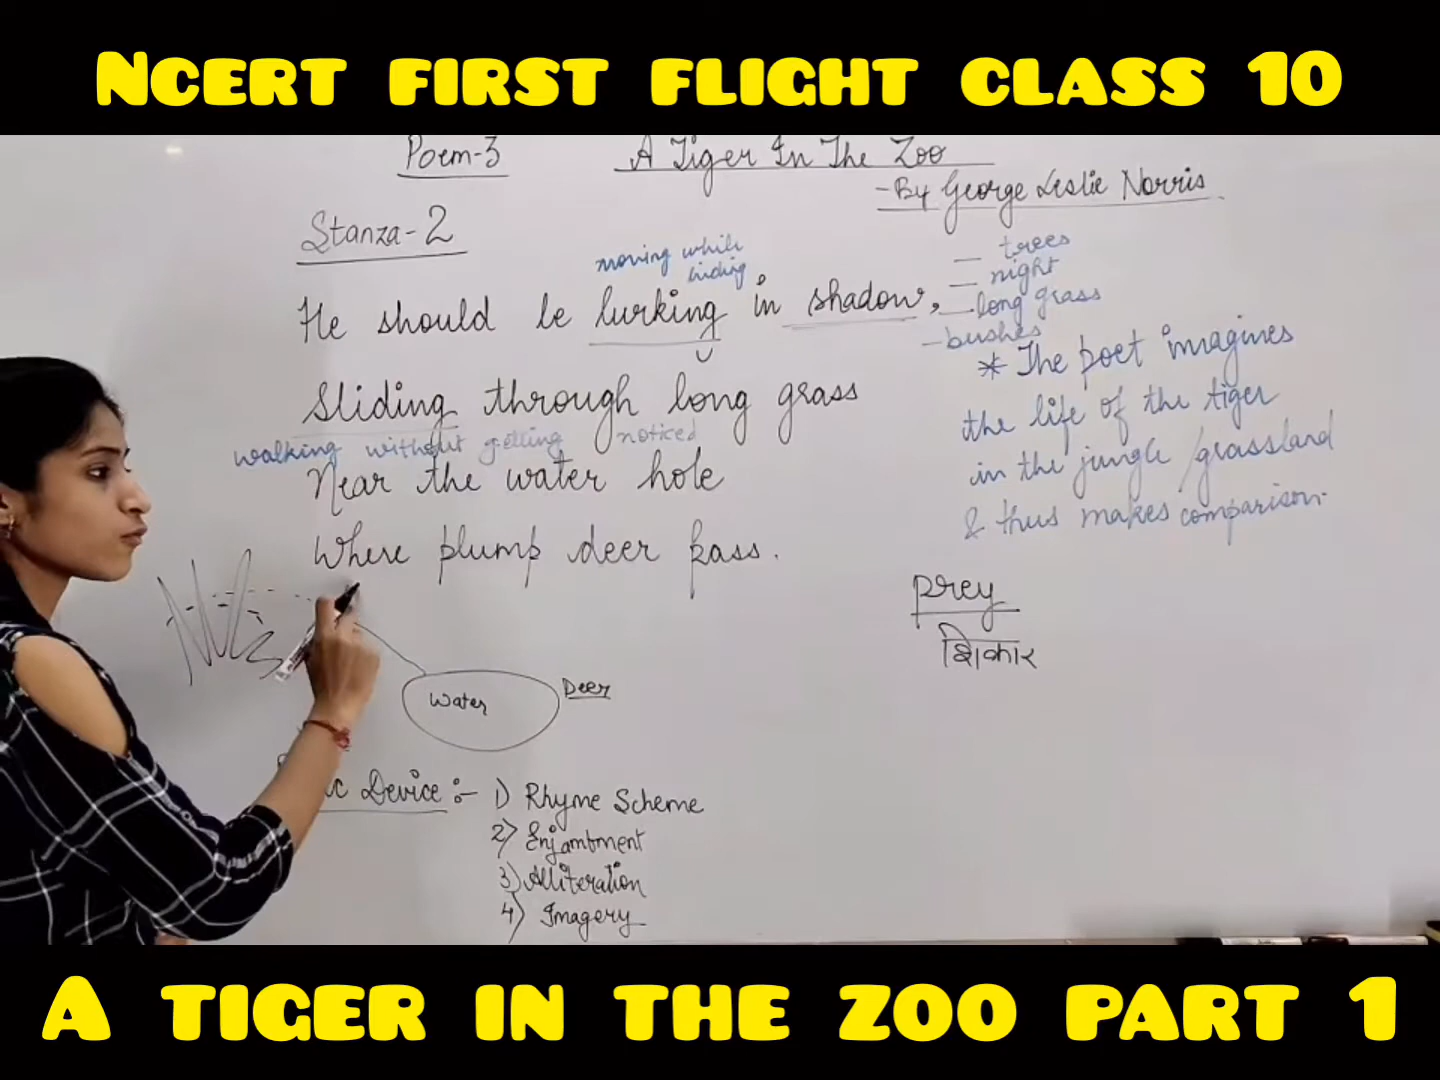 NCERT FIRST FLIGHT CLASS 10
Poem-3
A Tiger In The Zoo
-By George Leslie Norris
Stanza-2
moving while
hiding
He should be lurking in shadow,
- trees
- night
- long grass
- bushes
Sliding through long grass
walking without getting noticed
Near the water hole
Where plump deer pass.
* The poet imagines
the life of the tiger
in the jungle/grassland
& thus makes comparison.
prey
शिकार
Water
Deer
ic Device :-
1) Rhyme Scheme
2) Enjambment
3) Alliteration
4) Imagery
A TIGER IN THE ZOO PART 1